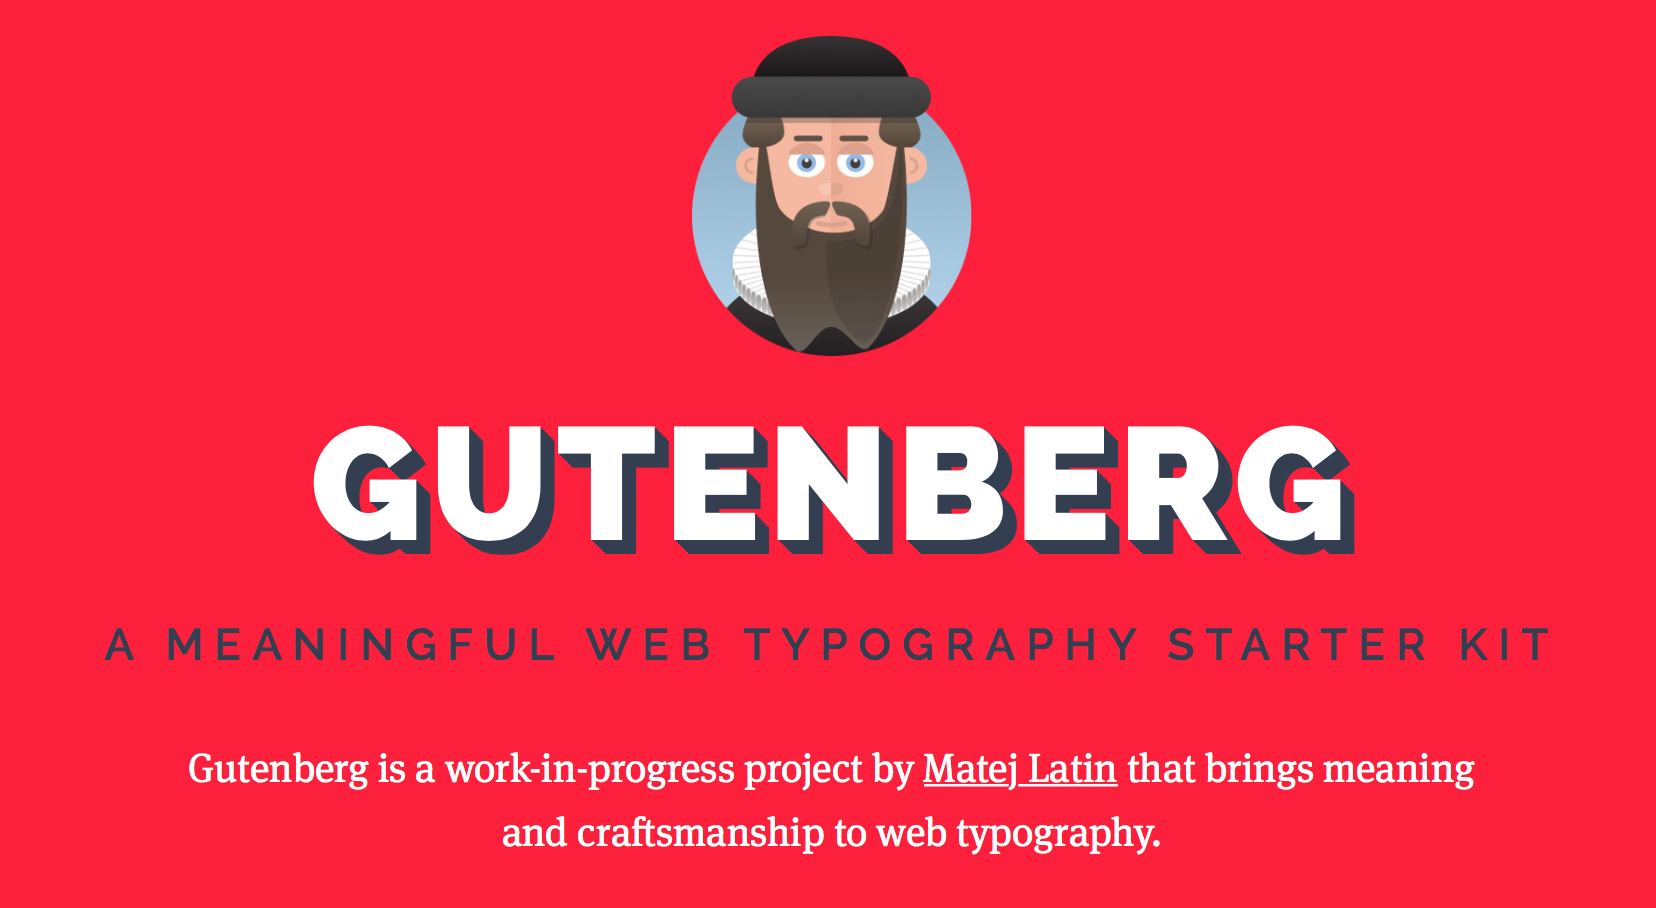 GUTENBERG
A MEANINGFUL WEB TYPOGRAPHY STARTER KIT
Gutenberg is a work-in-progress project by Matej Latin that brings meaning
and craftsmanship to web typography.